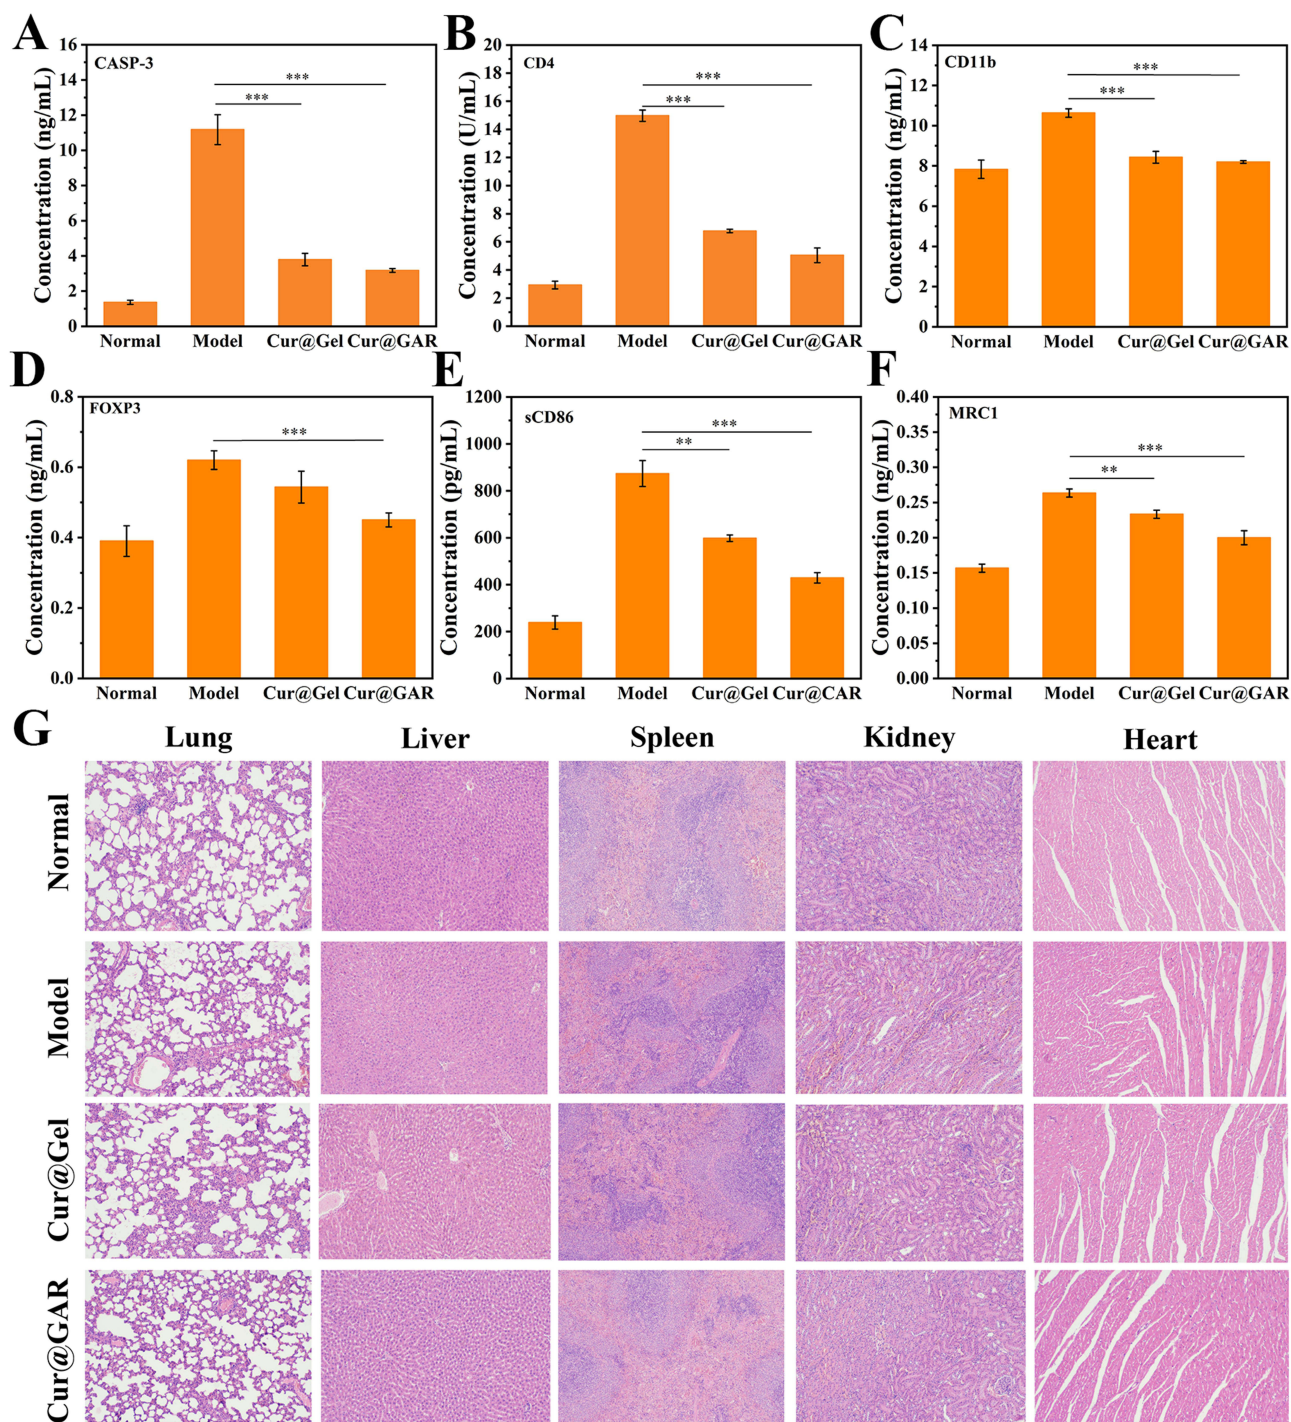 A
CASP-3
Concentration (ng/mL)
16
14
12
10
8
6
4
2
0
***
***
Normal Model Cur@Gel Cur@GAR
B
CD4
Concentration (U/mL)
20
18
16
14
12
10
8
6
4
2
0
***
***
Normal Model Cur@Gel Cur@GAR
C
CD11b
Concentration (ng/mL)
14
12
10
8
6
4
2
0
***
***
Normal Model Cur@Gel Cur@GAR
D
FOXP3
Concentration (ng/mL)
0.8
0.6
0.4
0.2
0.0
***
Normal Model Cur@Gel Cur@GAR
E
sCD86
Concentration (pg/mL)
1200
1000
800
600
400
200
0
***
**
Normal Model Cur@Gel Cur@CAR
F
MRC1
Concentration (ng/mL)
0.40
0.35
0.30
0.25
0.20
0.15
0.10
0.05
0.00
***
**
Normal Model Cur@Gel Cur@GAR
G
Lung Liver Spleen Kidney Heart
Normal
Model
Cur@Gel
Cur@GAR